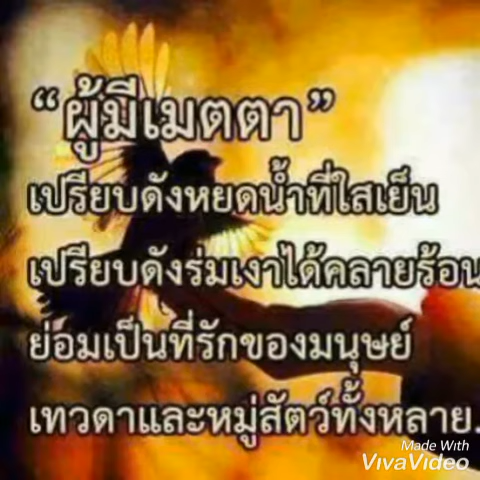 “ผู้มีเมตตา”
เปรียบดังหยดน้ำที่ใสเย็น
เปรียบดังร่มเงาได้คลายร้อน
ย่อมเป็นที่รักของมนุษย์
เทวดาและหมู่สัตว์ทั้งหลาย.
Made With
VivaVideo